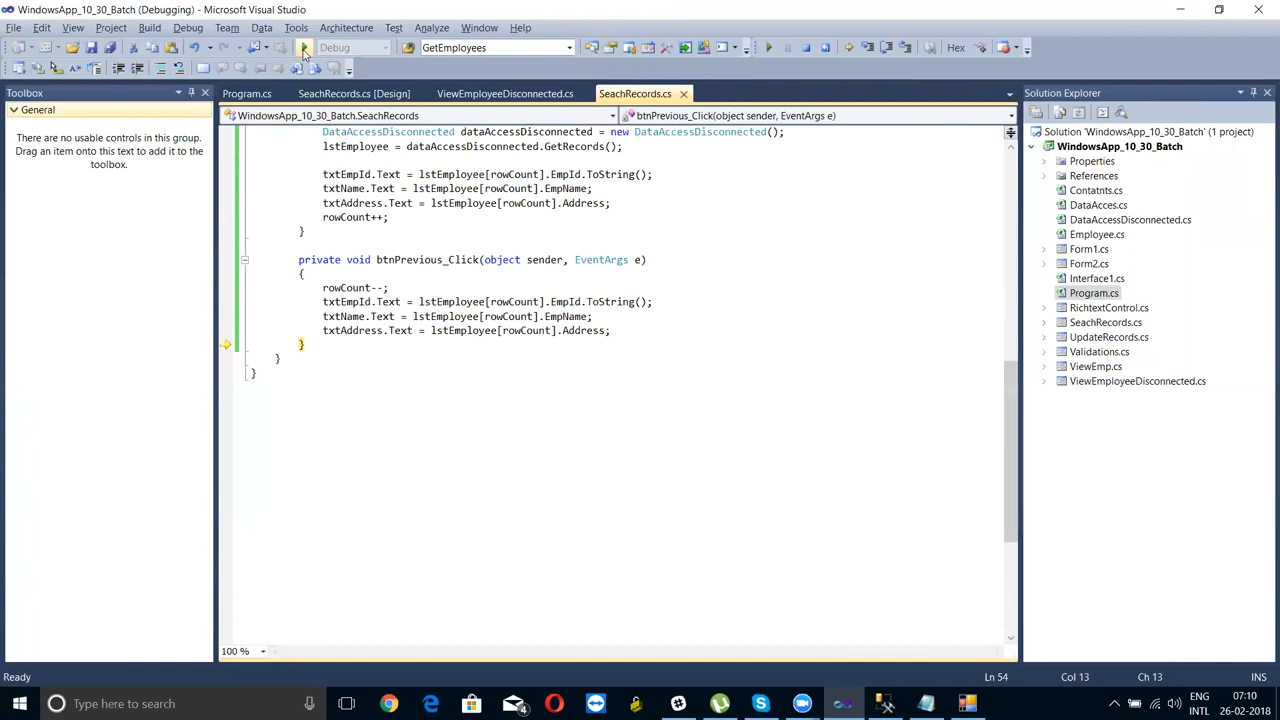 WindowsApp_10_30_Batch (Debugging) - Microsoft Visual Studio
File Edit View Project Build Debug Team Data Tools Architecture Test Analyze Window Help
Debug GetEmployees Hex
Toolbox
General
There are no usable controls in this group.
Drag an item onto this text to add it to the
toolbox.
Program.cs SeachRecords.cs [Design] ViewEmployeeDisconnected.cs SeachRecords.cs
WindowsApp_10_30_Batch.SeachRecords btnPrevious_Click(object sender, EventArgs e)
DataAccessDisconnected dataAccessDisconnected = new DataAccessDisconnected();
lstEmployee = dataAccessDisconnected.GetRecords();
txtEmpId.Text = lstEmployee[rowCount].EmpId.ToString();
txtName.Text = lstEmployee[rowCount].EmpName;
txtAddress.Text = lstEmployee[rowCount].Address;
rowCount++;
}
private void btnPrevious_Click(object sender, EventArgs e)
{
rowCount--;
txtEmpId.Text = lstEmployee[rowCount].EmpId.ToString();
txtName.Text = lstEmployee[rowCount].EmpName;
txtAddress.Text = lstEmployee[rowCount].Address;
}
}
}
100 %
Solution Explorer
Solution 'WindowsApp_10_30_Batch' (1 project)
WindowsApp_10_30_Batch
Properties
References
Contatnts.cs
DataAcces.cs
DataAccessDisconnected.cs
Employee.cs
Form1.cs
Form2.cs
Interface1.cs
Program.cs
RichtextControl.cs
SeachRecords.cs
UpdateRecords.cs
Validations.cs
ViewEmp.cs
ViewEmployeeDisconnected.cs
Ready Ln 54 Col 13 Ch 13 INS
Type here to search
4
ENG
INTL
07:10
26-02-2018